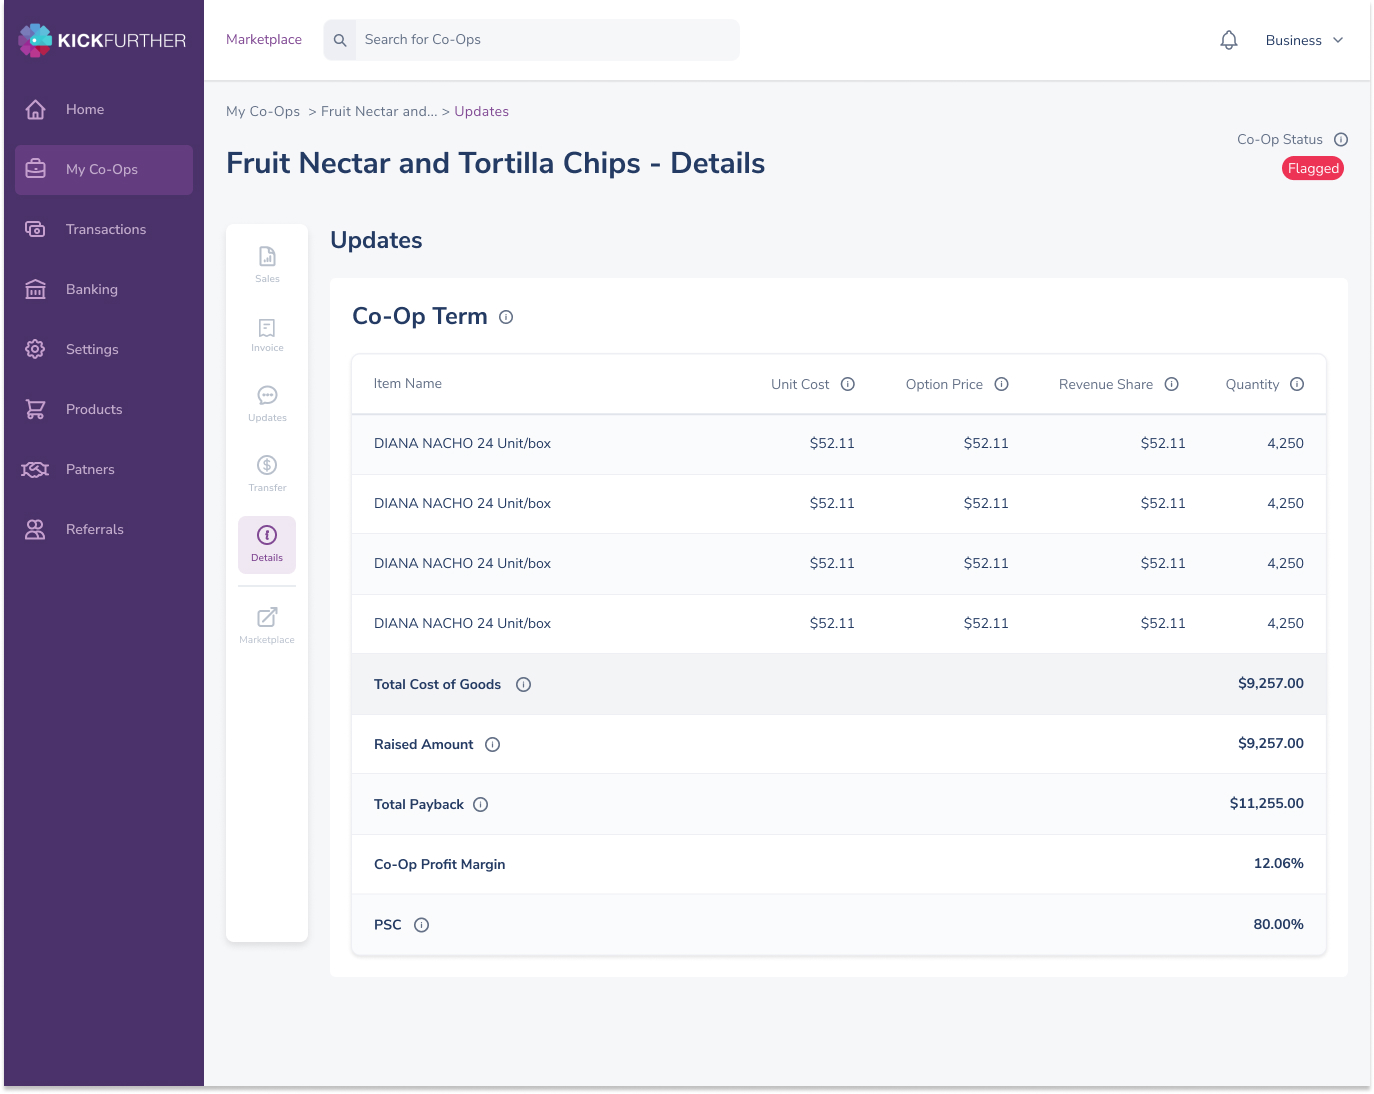 KICKFURTHER
Marketplace
Search for Co-Ops
Business
Home
My Co-Ops
Transactions
Banking
Settings
Products
Patners
Referrals
My Co-Ops > Fruit Nectar and... > Updates
Co-Op Status
Flagged
Fruit Nectar and Tortilla Chips - Details
Sales
Invoice
Updates
Transfer
Details
Marketplace
Updates
Co-Op Term
Item Name Unit Cost Option Price Revenue Share Quantity
DIANA NACHO 24 Unit/box $52.11 $52.11 $52.11 4,250
DIANA NACHO 24 Unit/box $52.11 $52.11 $52.11 4,250
DIANA NACHO 24 Unit/box $52.11 $52.11 $52.11 4,250
DIANA NACHO 24 Unit/box $52.11 $52.11 $52.11 4,250
Total Cost of Goods $9,257.00
Raised Amount $9,257.00
Total Payback $11,255.00
Co-Op Profit Margin 12.06%
PSC 80.00%